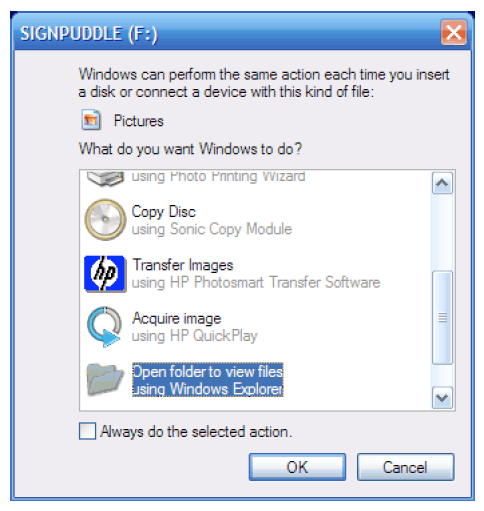 SIGNPUDDLE (F:)
Windows can perform the same action each time you insert
a disk or connect a device with this kind of file:
Pictures
What do you want Windows to do?
using Photo Printing Wizard
Copy Disc
using Sonic Copy Module
hp
Transfer Images
using HP Photosmart Transfer Software
Acquire image
using HP QuickPlay
Open folder to view files
using Windows Explorer
Always do the selected action.
OK
Cancel